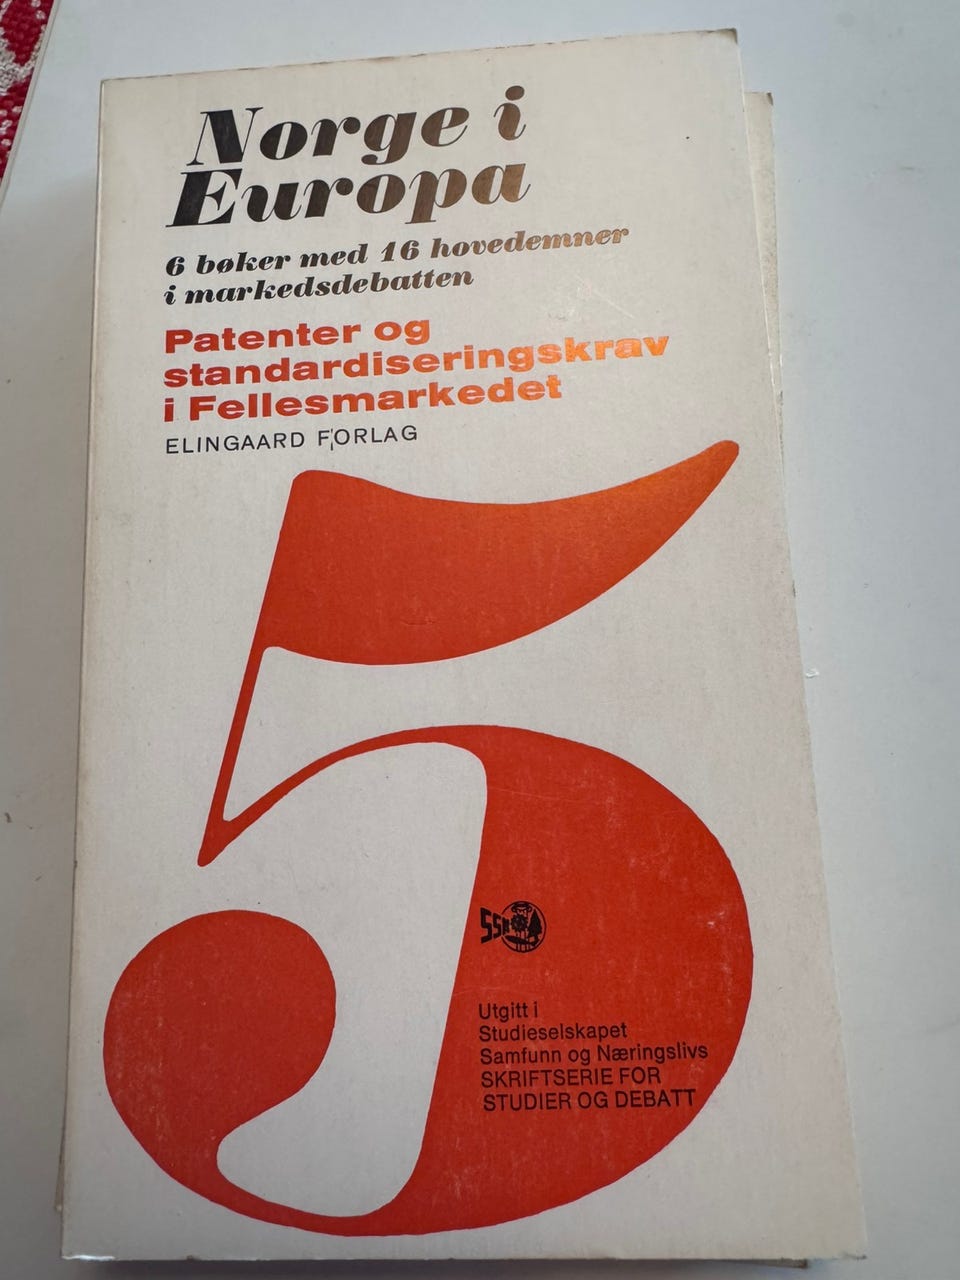 Norge i
Europa
6 bøker med 16 hovedemner
i markedsdebatten
Patenter og
standardiseringskrav
i Fellesmarkedet
ELINGAARD FORLAG
5
SSN
Utgitt i
Studieselskapet
Samfunn og Næringslivs
SKRIFTSERIE FOR
STUDIER OG DEBATT